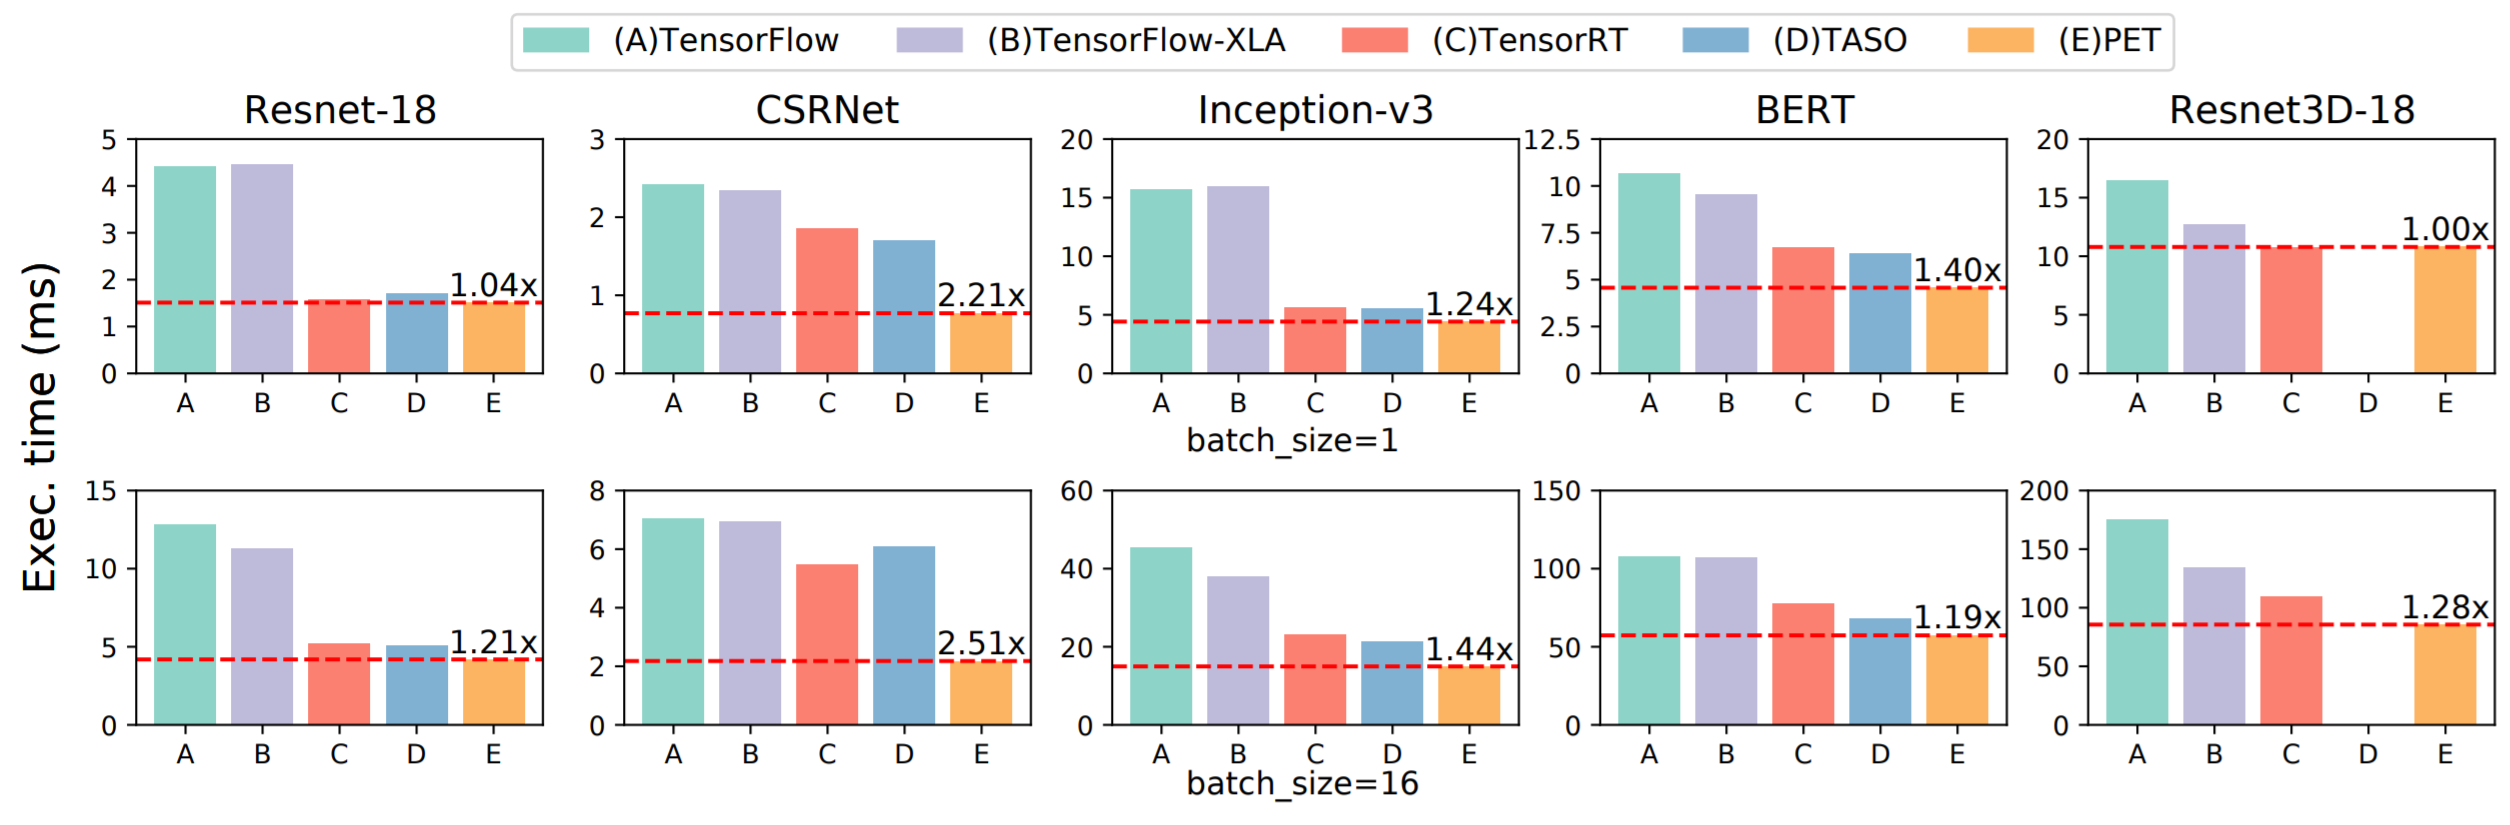 (A)TensorFlow (B)TensorFlow-XLA (C)TensorRT (D)TASO (E)PET
Exec. time (ms)
Resnet-18
5
4
3
2
1
0
1.04x
A B C D E
CSRNet
3
2
1
0
2.21x
A B C D E
Inception-v3
20
15
10
5
0
1.24x
A B C D E
BERT
12.5
10
7.5
5
2.5
0
1.40x
A B C D E
Resnet3D-18
20
15
10
5
0
1.00x
A B C D E
batch_size=1
15
10
5
0
1.21x
A B C D E
8
6
4
2
0
2.51x
A B C D E
60
40
20
0
1.44x
A B C D E
150
100
50
0
1.19x
A B C D E
200
150
100
50
0
1.28x
A B C D E
batch_size=16